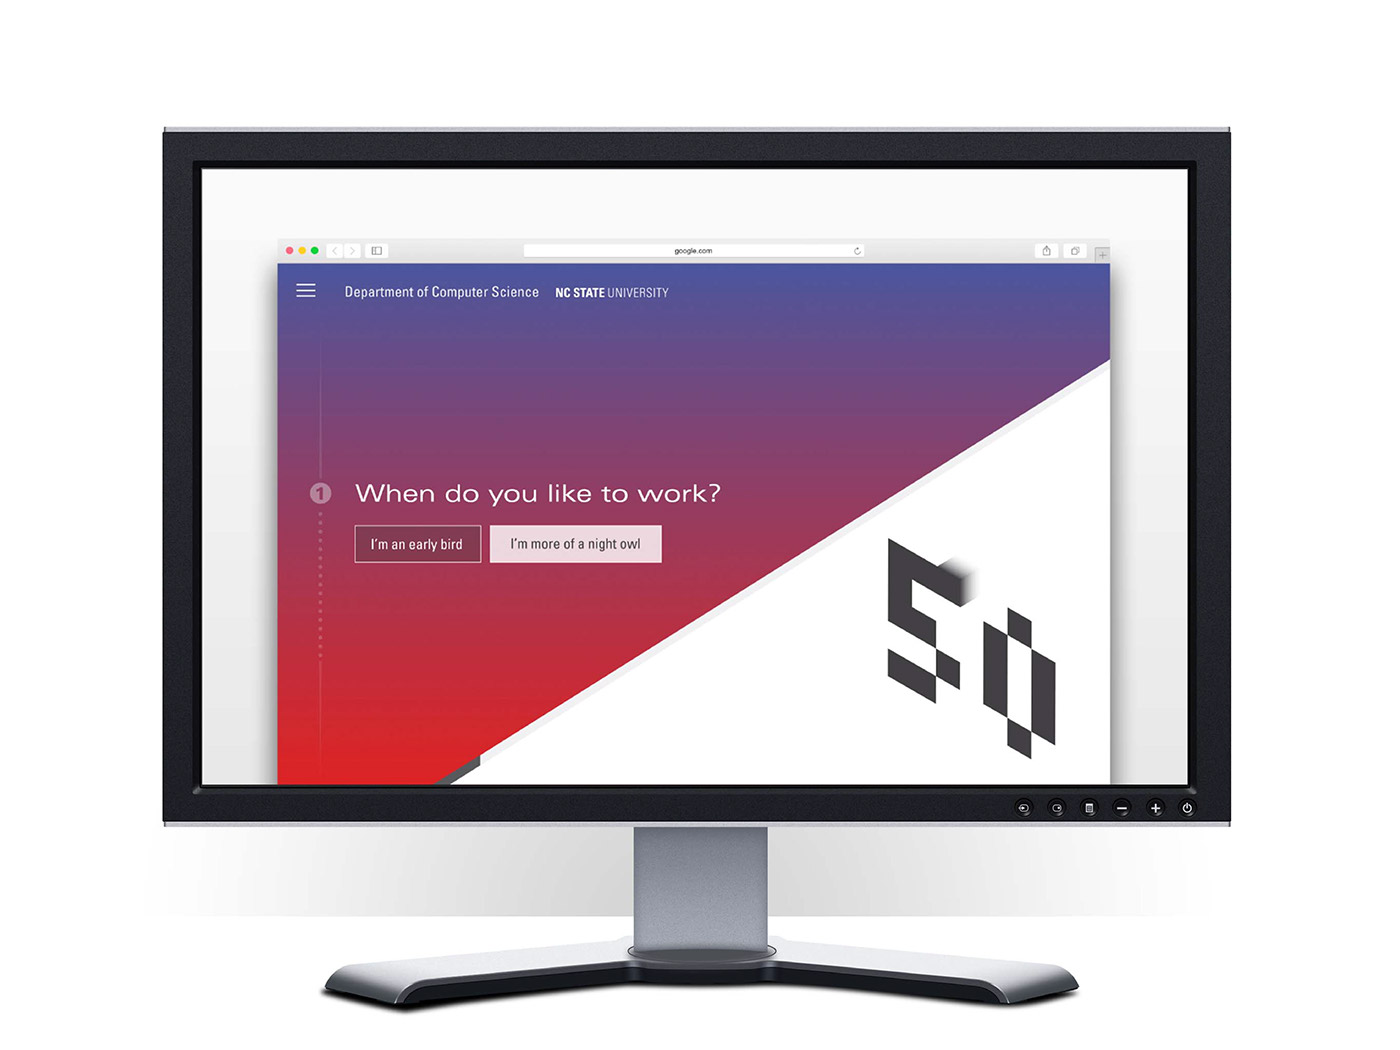 google.com
Department of Computer Science NC STATE UNIVERSITY
1 When do you like to work?
I'm an early bird I'm more of a night owl
50